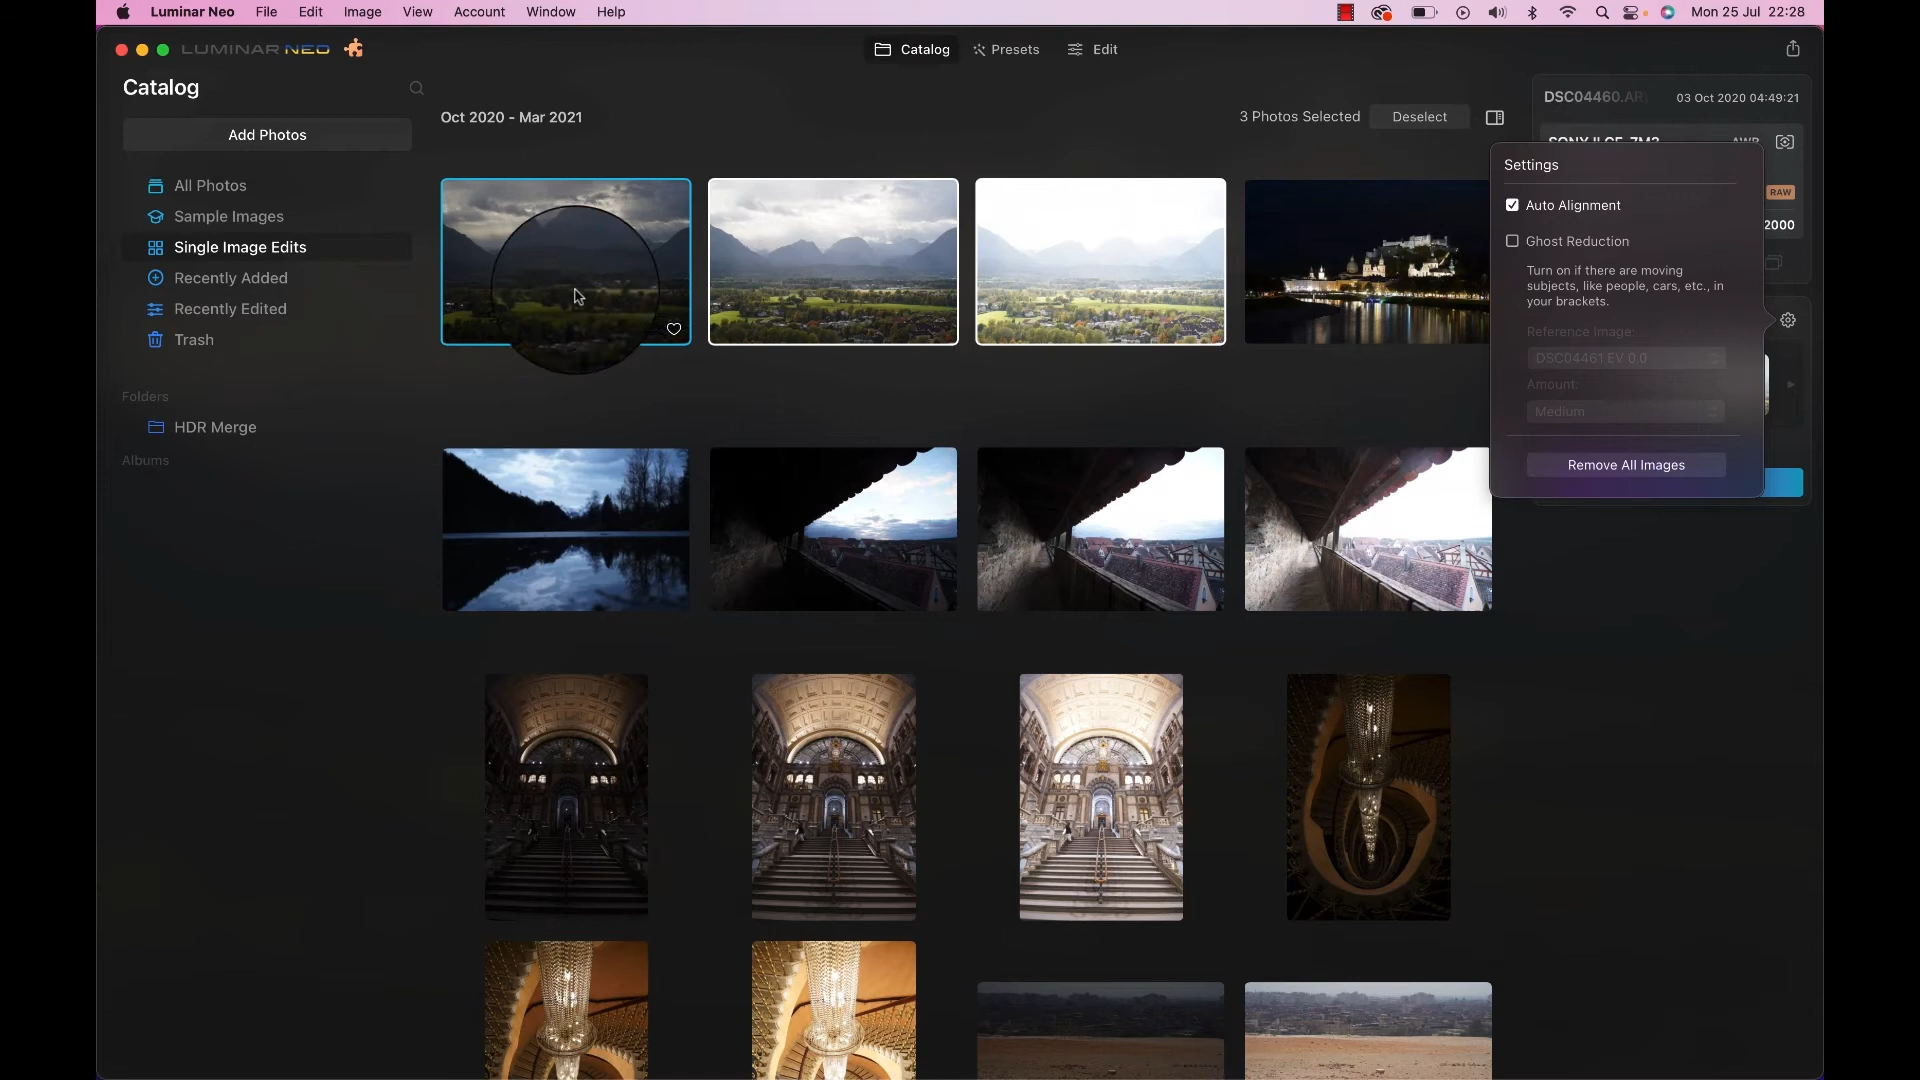 Luminar Neo File Edit Image View Account Window Help Mon 25 Jul 22:28
LUMINAR NEO Catalog Presets Edit
Catalog
Add Photos
All Photos
Sample Images
Single Image Edits
Recently Added
Recently Edited
Trash
Folders
HDR Merge
Albums
Oct 2020 - Mar 2021 3 Photos Selected Deselect
DSC04460.AR 03 Oct 2020 04:49:21
AWB
RAW
2000
Settings
Auto Alignment
Ghost Reduction
Turn on if there are moving
subjects, like people, cars, etc., in
your brackets.
Reference Image:
DSC04461 EV 0.0
Amount:
Medium
Remove All Images